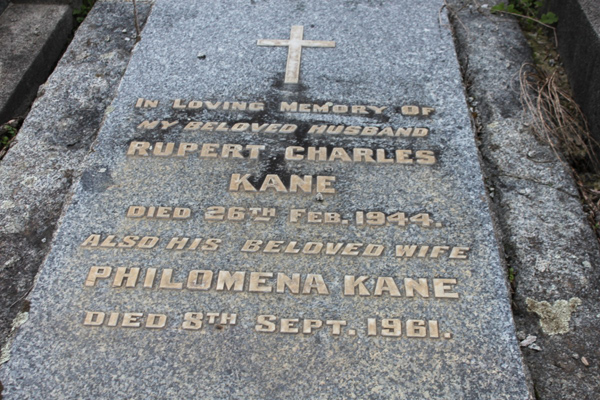 IN LOVING MEMORY OF
MY BELOVED HUSBAND
RUPERT CHARLES
KANE
DIED 26TH FEB. 1944.
ALSO HIS BELOVED WIFE
PHILOMENA KANE
DIED 8TH SEPT. 1961.